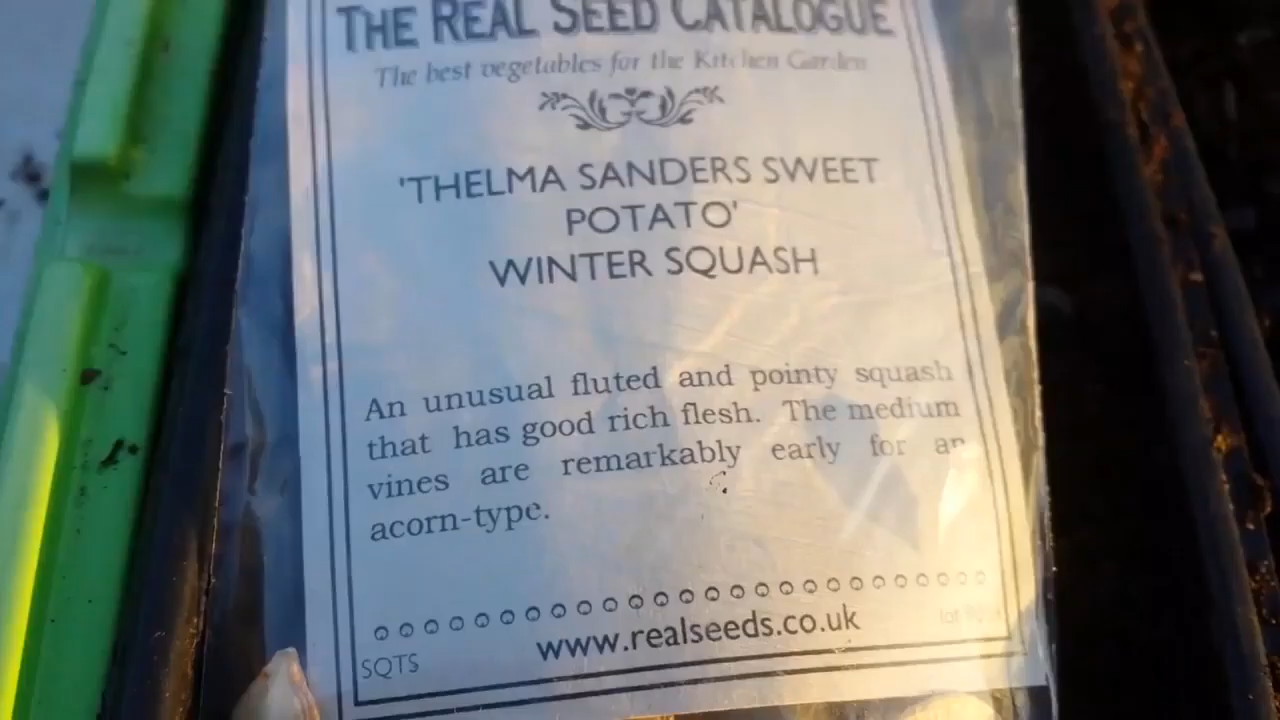 THE REAL SEED CATALOGUE
The best vegetables for the Kitchen Garden
'THELMA SANDERS SWEET
POTATO'
WINTER SQUASH
An unusual fluted and pointy squash
that has good rich flesh. The medium
vines are remarkably early for an
acorn-type.
www.realseeds.co.uk
SQTS
lot